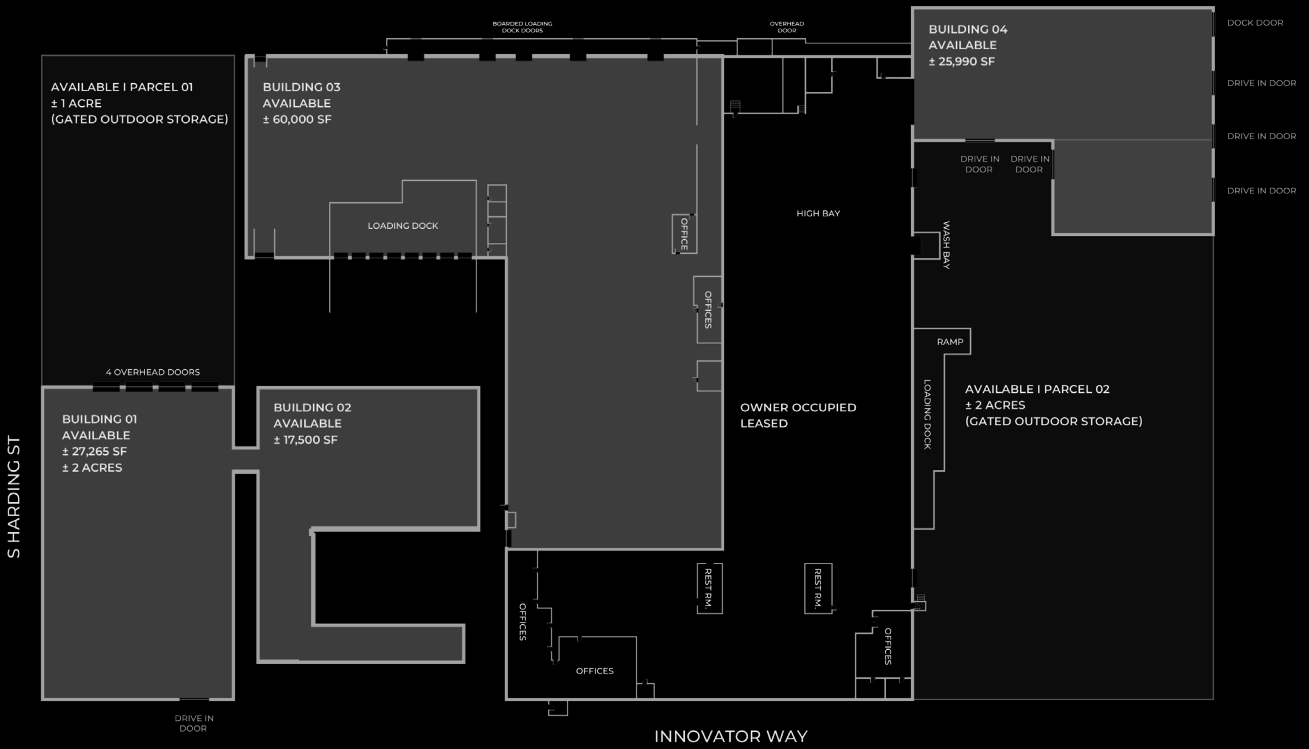 BOARDED LOADING
DOCK DOORS
OVERHEAD
DOOR
BUILDING 04
AVAILABLE
± 25,990 SF
DOCK DOOR
DRIVE IN DOOR
DRIVE IN DOOR
DRIVE IN DOOR
AVAILABLE I PARCEL 01
± 1 ACRE
(GATED OUTDOOR STORAGE)
BUILDING 03
AVAILABLE
± 60,000 SF
DRIVE IN
DOOR
DRIVE IN
DOOR
LOADING DOCK
OFFICE
HIGH BAY
WASH BAY
OFFICES
RAMP
4 OVERHEAD DOORS
BUILDING 01
AVAILABLE
± 27,265 SF
± 2 ACRES
BUILDING 02
AVAILABLE
± 17,500 SF
OWNER OCCUPIED
LEASED
LOADING DOCK
AVAILABLE I PARCEL 02
± 2 ACRES
(GATED OUTDOOR STORAGE)
S HARDING ST
REST RM.
REST RM.
OFFICES
OFFICES
OFFICES
DRIVE IN
DOOR
INNOVATOR WAY